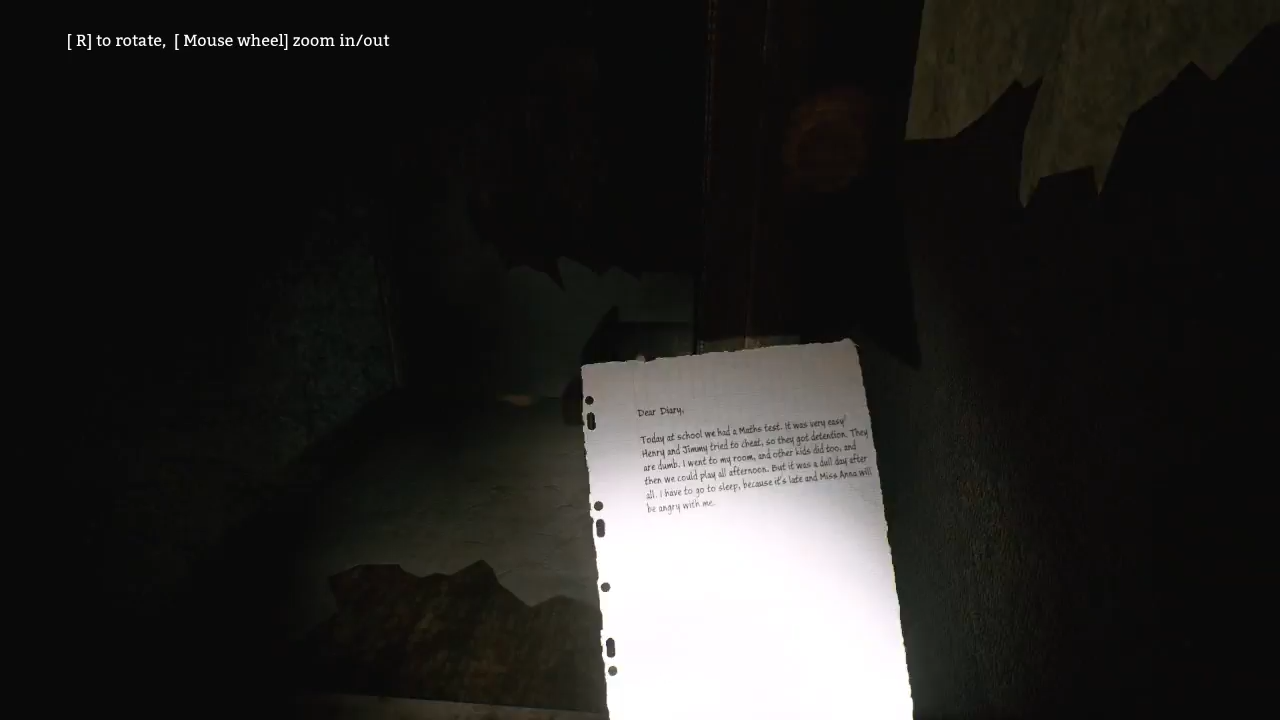 [ R] to rotate,  [ Mouse wheel] zoom in/out
Dear Diary,
Today at school we had a Maths test. It was very easy!
Henry and Jimmy tried to cheat, so they got detention. They
are dumb. I went to my room, and other kids did too, and
then we could play all afternoon. But it was a dull day after
all. I have to go to sleep, because it's late and Miss Anna will
be angry with me.